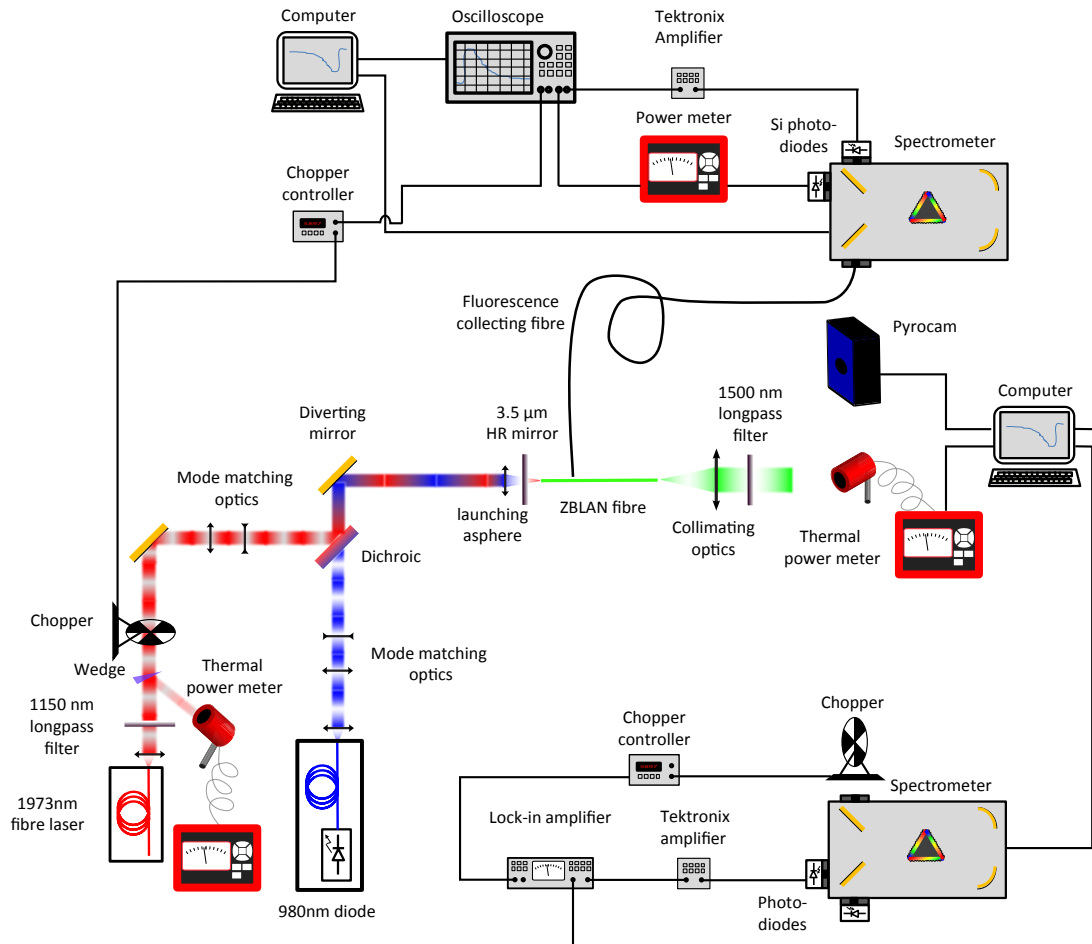 Computer
Oscilloscope
Tektronix
Amplifier
Power meter
Si photo-
diodes
Spectrometer
Chopper
controller
Fluorescence
collecting fibre
Pyrocam
Computer
Diverting
mirror
3.5 µm
HR mirror
1500 nm
longpass
filter
Mode matching
optics
launching
asphere
ZBLAN fibre
Collimating
optics
Thermal
power meter
Dichroic
Chopper
Wedge
Thermal
power meter
Mode matching
optics
1150 nm
longpass
filter
1973nm
fibre laser
980nm diode
Chopper
controller
Chopper
Spectrometer
Lock-in amplifier
Tektronix
amplifier
Photo-
diodes